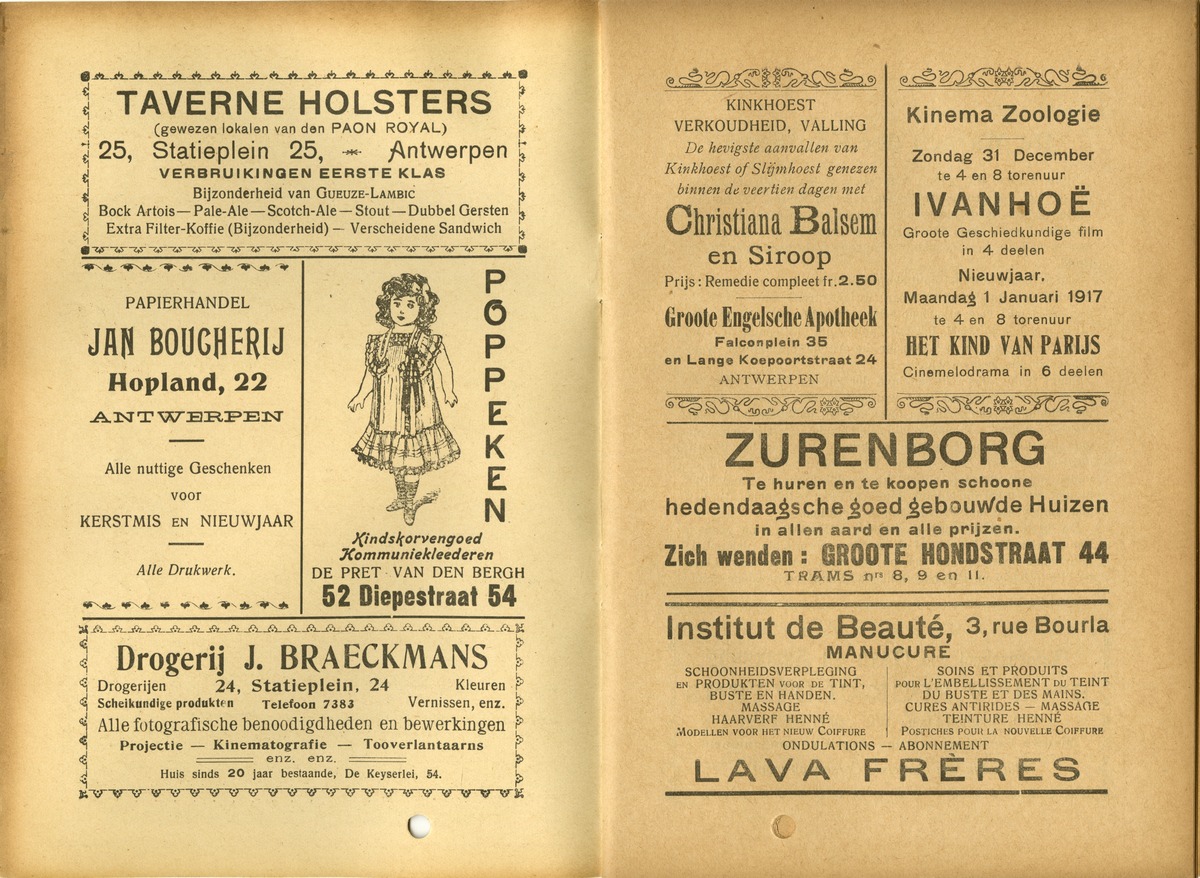 TAVERNE HOLSTERS
(gewezen lokalen van den PAON ROYAL)
25, Statieplein 25, Antwerpen
VERBRUIKINGEN EERSTE KLAS
Bijzonderheid van GUEUZE-LAMBIC
Bock Artois — Pale-Ale — Scotch-Ale — Stout — Dubbel Gersten
Extra Filter-Koffie (Bijzonderheid) — Verscheidene Sandwich
PAPIERHANDEL
JAN BOUCHERIJ
Hopland, 22
ANTWERPEN
Alle nuttige Geschenken
voor
KERSTMIS EN NIEUWJAAR
Alle Drukwerk.
POPPEKEN
Kindskorvengoed
Kommuniekleederen
DE PRET - VAN DEN BERGH
52 Diepestraat 54
Drogerij J. BRAECKMANS
Drogerijen 24, Statieplein, 24 Kleuren
Scheikundige produkten Telefoon 7383 Vernissen, enz.
Alle fotografische benoodigdheden en bewerkingen
Projectie — Kinematografie — Tooverlantaarns
enz. enz.
Huis sinds 20 jaar bestaande, De Keyserlei, 54.
KINKHOEST
VERKOUDHEID, VALLING
De hevigste aanvallen van
Kinkhoest of Slijmhoest genezen
binnen de veertien dagen met
Christiana Balsem
en Siroop
Prijs : Remedie compleet fr. 2.50
Groote Engelsche Apotheek
Falconplein 35
en Lange Koepoortstraat 24
ANTWERPEN
Kinema Zoologie
Zondag 31 December
te 4 en 8 torenuur
IVANHOË
Groote Geschiedkundige film
in 4 deelen
Nieuwjaar,
Maandag 1 Januari 1917
te 4 en 8 torenuur
HET KIND VAN PARIJS
Cinemelodrama in 6 deelen
ZURENBORG
Te huren en te koopen schoone
hedendaagsche goed gebouwde Huizen
in allen aard en alle prijzen.
Zich wenden : GROOTE HONDSTRAAT 44
TRAMS nrs 8, 9 en 11.
Institut de Beauté, 3, rue Bourla
MANUCURE
SCHOONHEIDSVERPLEGING
EN PRODUKTEN VOOR DE TINT,
BUSTE EN HANDEN.
MASSAGE
HAARVERF HENNÉ
MODELLEN VOOR HET NIEUW COIFFURE
SOINS ET PRODUITS
POUR L'EMBELLISSEMENT DU TEINT
DU BUSTE ET DES MAINS.
CURES ANTIRIDES — MASSAGE
TEINTURE HENNÉ
POSTICHES POUR LA NOUVELLE COIFFURE
ONDULATIONS — ABONNEMENT
LAVA FRÈRES